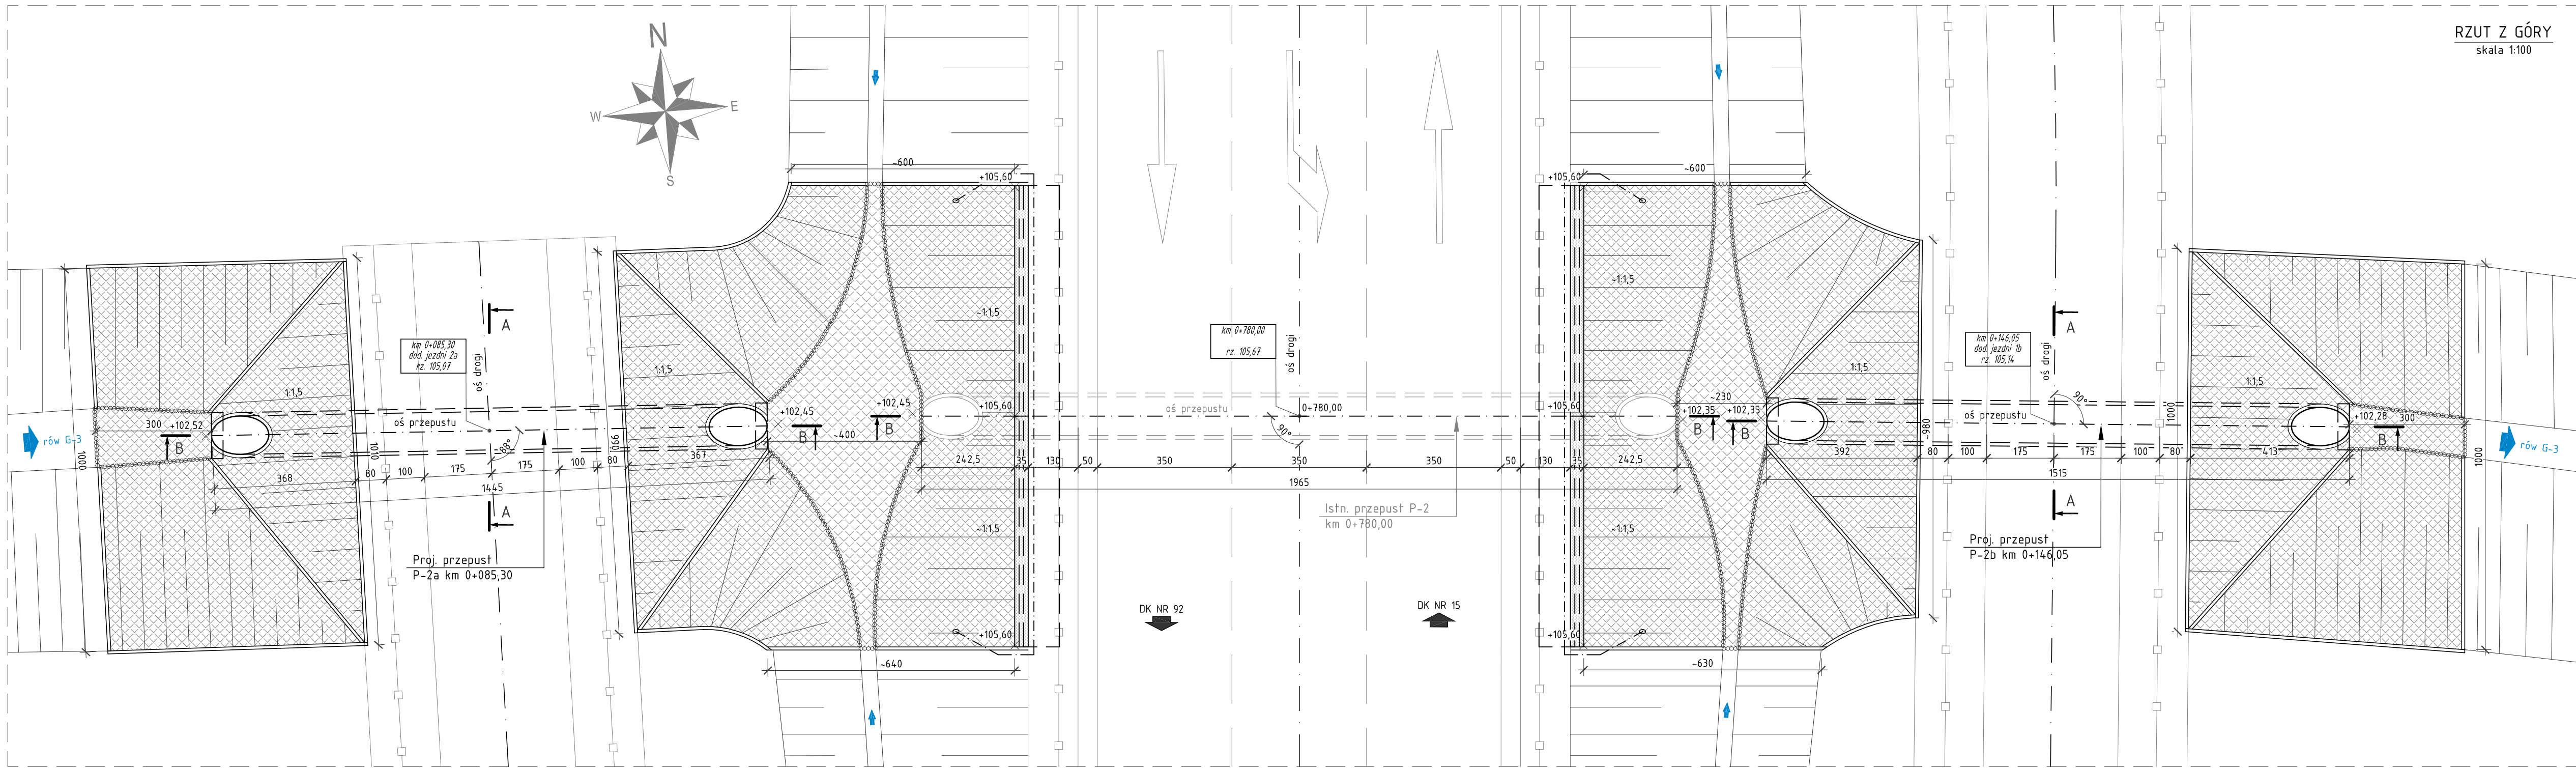 RZUT Z GÓRY
skala 1:100
N
W
E
S
~600
+105,60
+105,60
~600
1000
rów G-3
300
+102,52
B
1:1,5
368
80
1010
100
175
1445
175
100
80
990
367
km 0+085,30
dod. jezdni 2a
rz. 105,07
oś drogi
A
oś przepustu
~88°
A
Proj. przepust
P-2a km 0+085,30
1:1,5
+102,45
B
~400
+102,45
B
~1:1,5
+105,60
242,5
35
130
50
350
350
350
50
130
35
242,5
1965
~1:1,5
+105,60
~640
km 0+780,00
rz. 105,67
oś drogi
oś przepustu
0+780,00
90°
Istn. przepust P-2
km 0+780,00
DK NR 92
DK NR 15
~1:1,5
+105,60
~230
+102,35
+102,35
B
B
~1:1,5
+105,60
~630
1:1,5
392
~980
80
100
175
175
100
80
1515
413
km 0+146,05
dod. jezdni 1b
rz. 105,14
oś drogi
A
90°
oś przepustu
A
Proj. przepust
P-2b km 0+146,05
1000
1:1,5
+102,28
300
B
1000
rów G-3